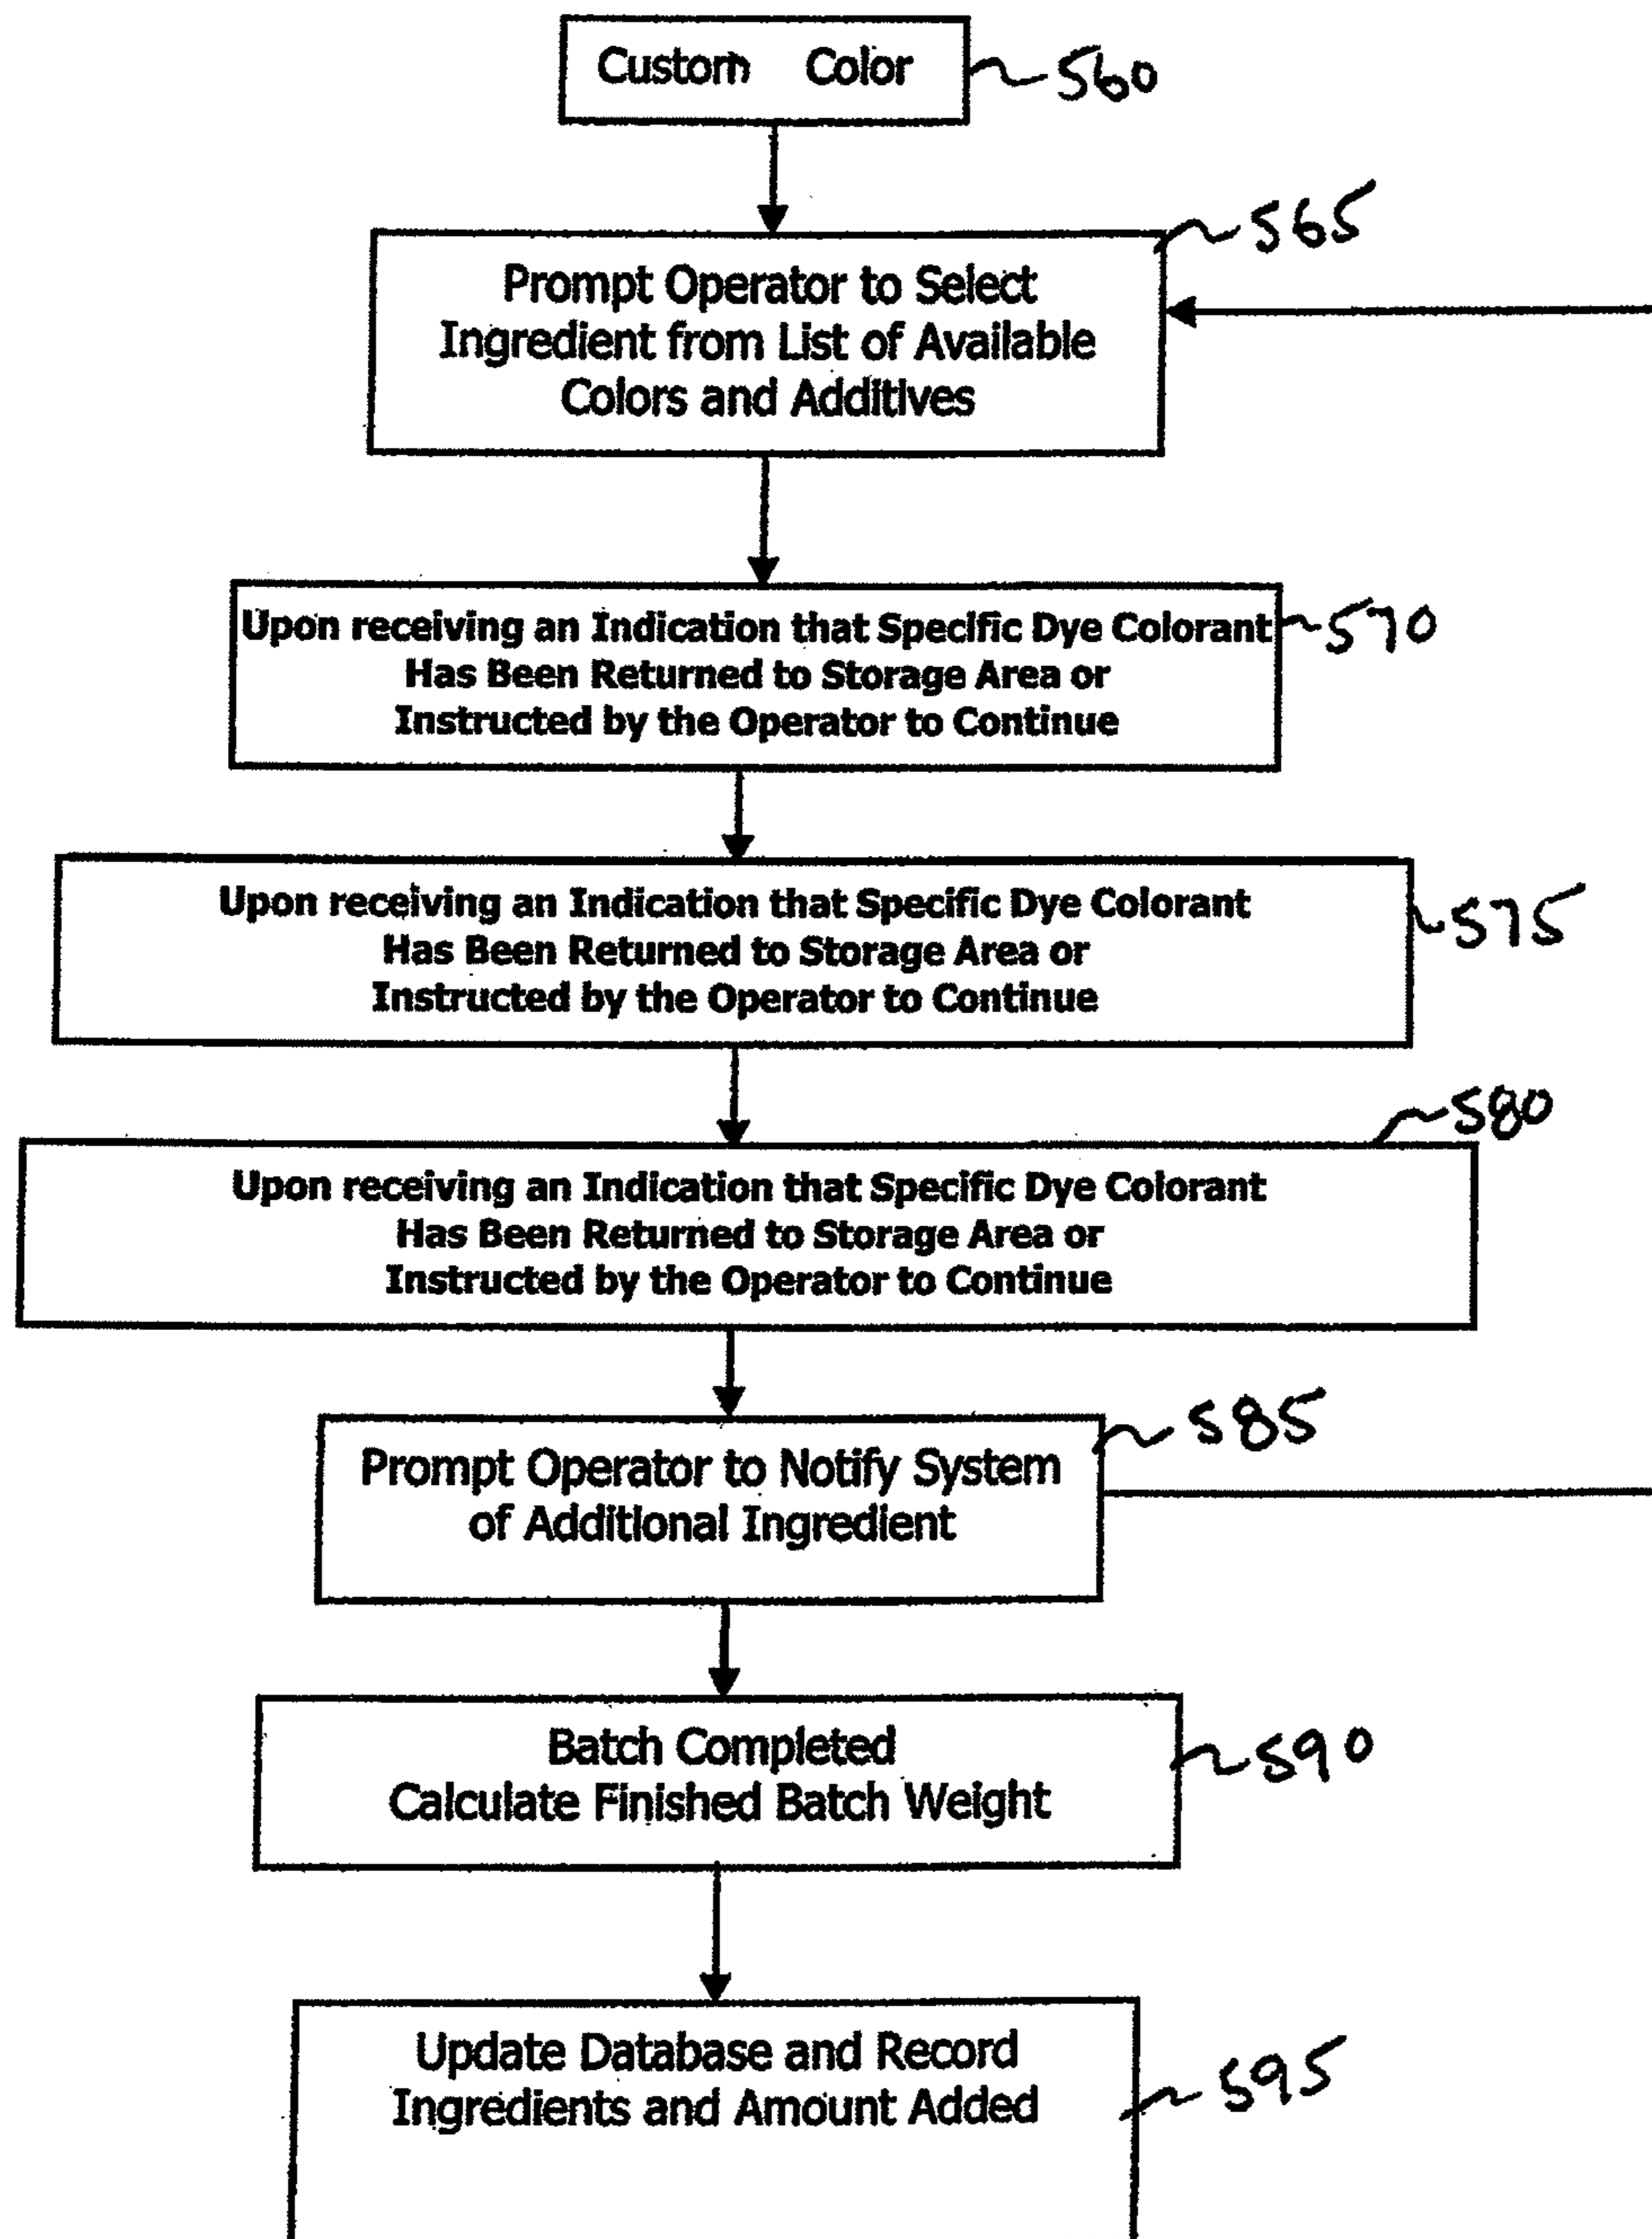 Custom Color
560
565
Prompt Operator to Select
Ingredient from List of Available
Colors and Additives
570
Upon receiving an Indication that Specific Dye Colorant
Has Been Returned to Storage Area or
Instructed by the Operator to Continue
575
Upon receiving an Indication that Specific Dye Colorant
Has Been Returned to Storage Area or
Instructed by the Operator to Continue
580
Upon receiving an Indication that Specific Dye Colorant
Has Been Returned to Storage Area or
Instructed by the Operator to Continue
585
Prompt Operator to Notify System
of Additional Ingredient
590
Batch Completed
Calculate Finished Batch Weight
595
Update Database and Record
Ingredients and Amount Added